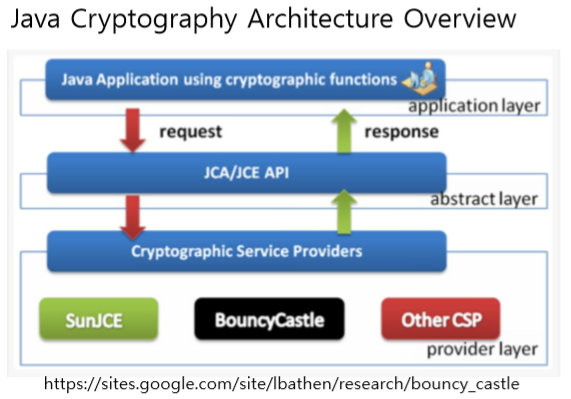 Java Cryptography Architecture Overview
Java Application using cryptographic functions
application layer
request
response
JCA/JCE API
abstract layer
Cryptographic Service Providers
SunJCE
BouncyCastle
Other CSP
provider layer
https://sites.google.com/site/lbathen/research/bouncy_castle